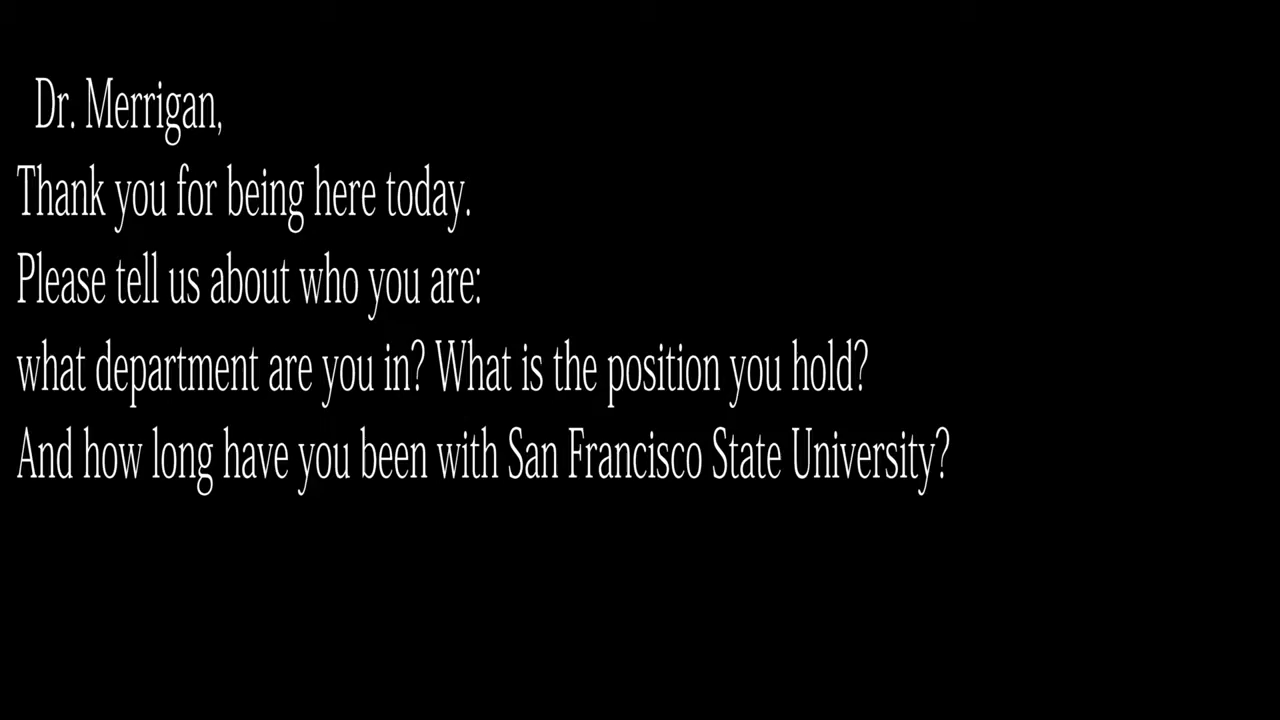 Dr. Merrigan,
Thank you for being here today.
Please tell us about who you are:
what department are you in? What is the position you hold?
And how long have you been with San Francisco State University?